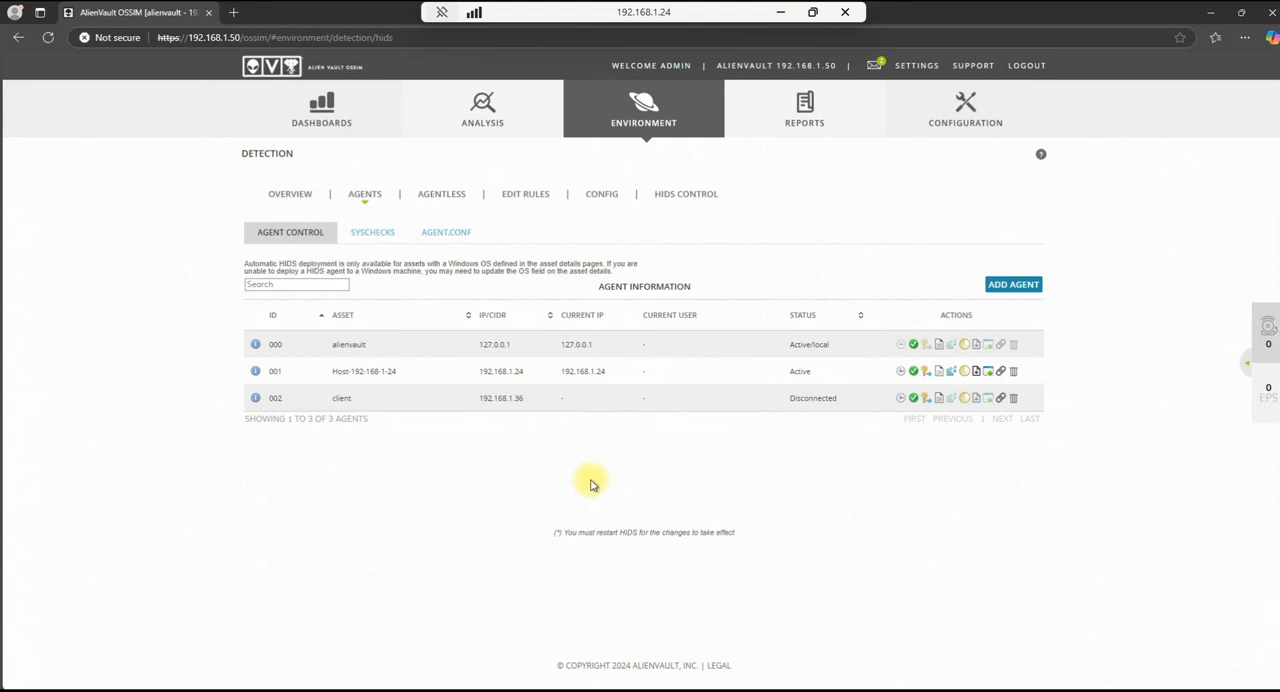 AlienVault OSSIM [alienvault - 19
192.168.1.24
Not secure
https://192.168.1.50/ossim/#environment/detection/hids
ALIEN VAULT OSSIM
WELCOME ADMIN | ALIENVAULT 192.168.1.50 | 2 SETTINGS SUPPORT LOGOUT
DASHBOARDS ANALYSIS ENVIRONMENT REPORTS CONFIGURATION
DETECTION
OVERVIEW | AGENTS | AGENTLESS | EDIT RULES | CONFIG | HIDS CONTROL
AGENT CONTROL SYSCHECKS AGENT.CONF
Automatic HIDS deployment is only available for assets with a Windows OS defined in the asset details pages. If you are
unable to deploy a HIDS agent to a Windows machine, you may need to update the OS field on the asset details.
Search AGENT INFORMATION ADD AGENT
ID ASSET IP/CIDR CURRENT IP CURRENT USER STATUS ACTIONS
000 alienvault 127.0.0.1 127.0.0.1 - Active/local
001 Host-192-168-1-24 192.168.1.24 192.168.1.24 - Active
002 client 192.168.1.36 - - Disconnected
SHOWING 1 TO 3 OF 3 AGENTS FIRST PREVIOUS 1 NEXT LAST
0
0
EPS
(*) You must restart HIDS for the changes to take effect
© COPYRIGHT 2024 ALIENVAULT, INC. | LEGAL